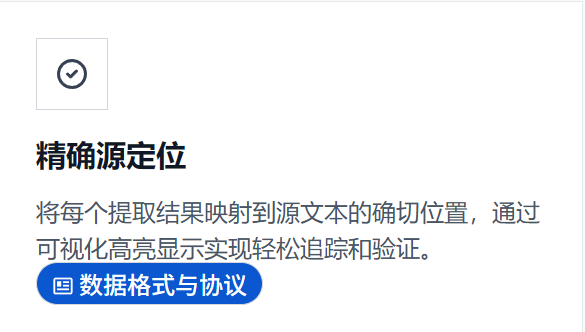 精确源定位
将每个提取结果映射到源文本的确切位置，通过
可视化高亮显示实现轻松追踪和验证。
数据格式与协议